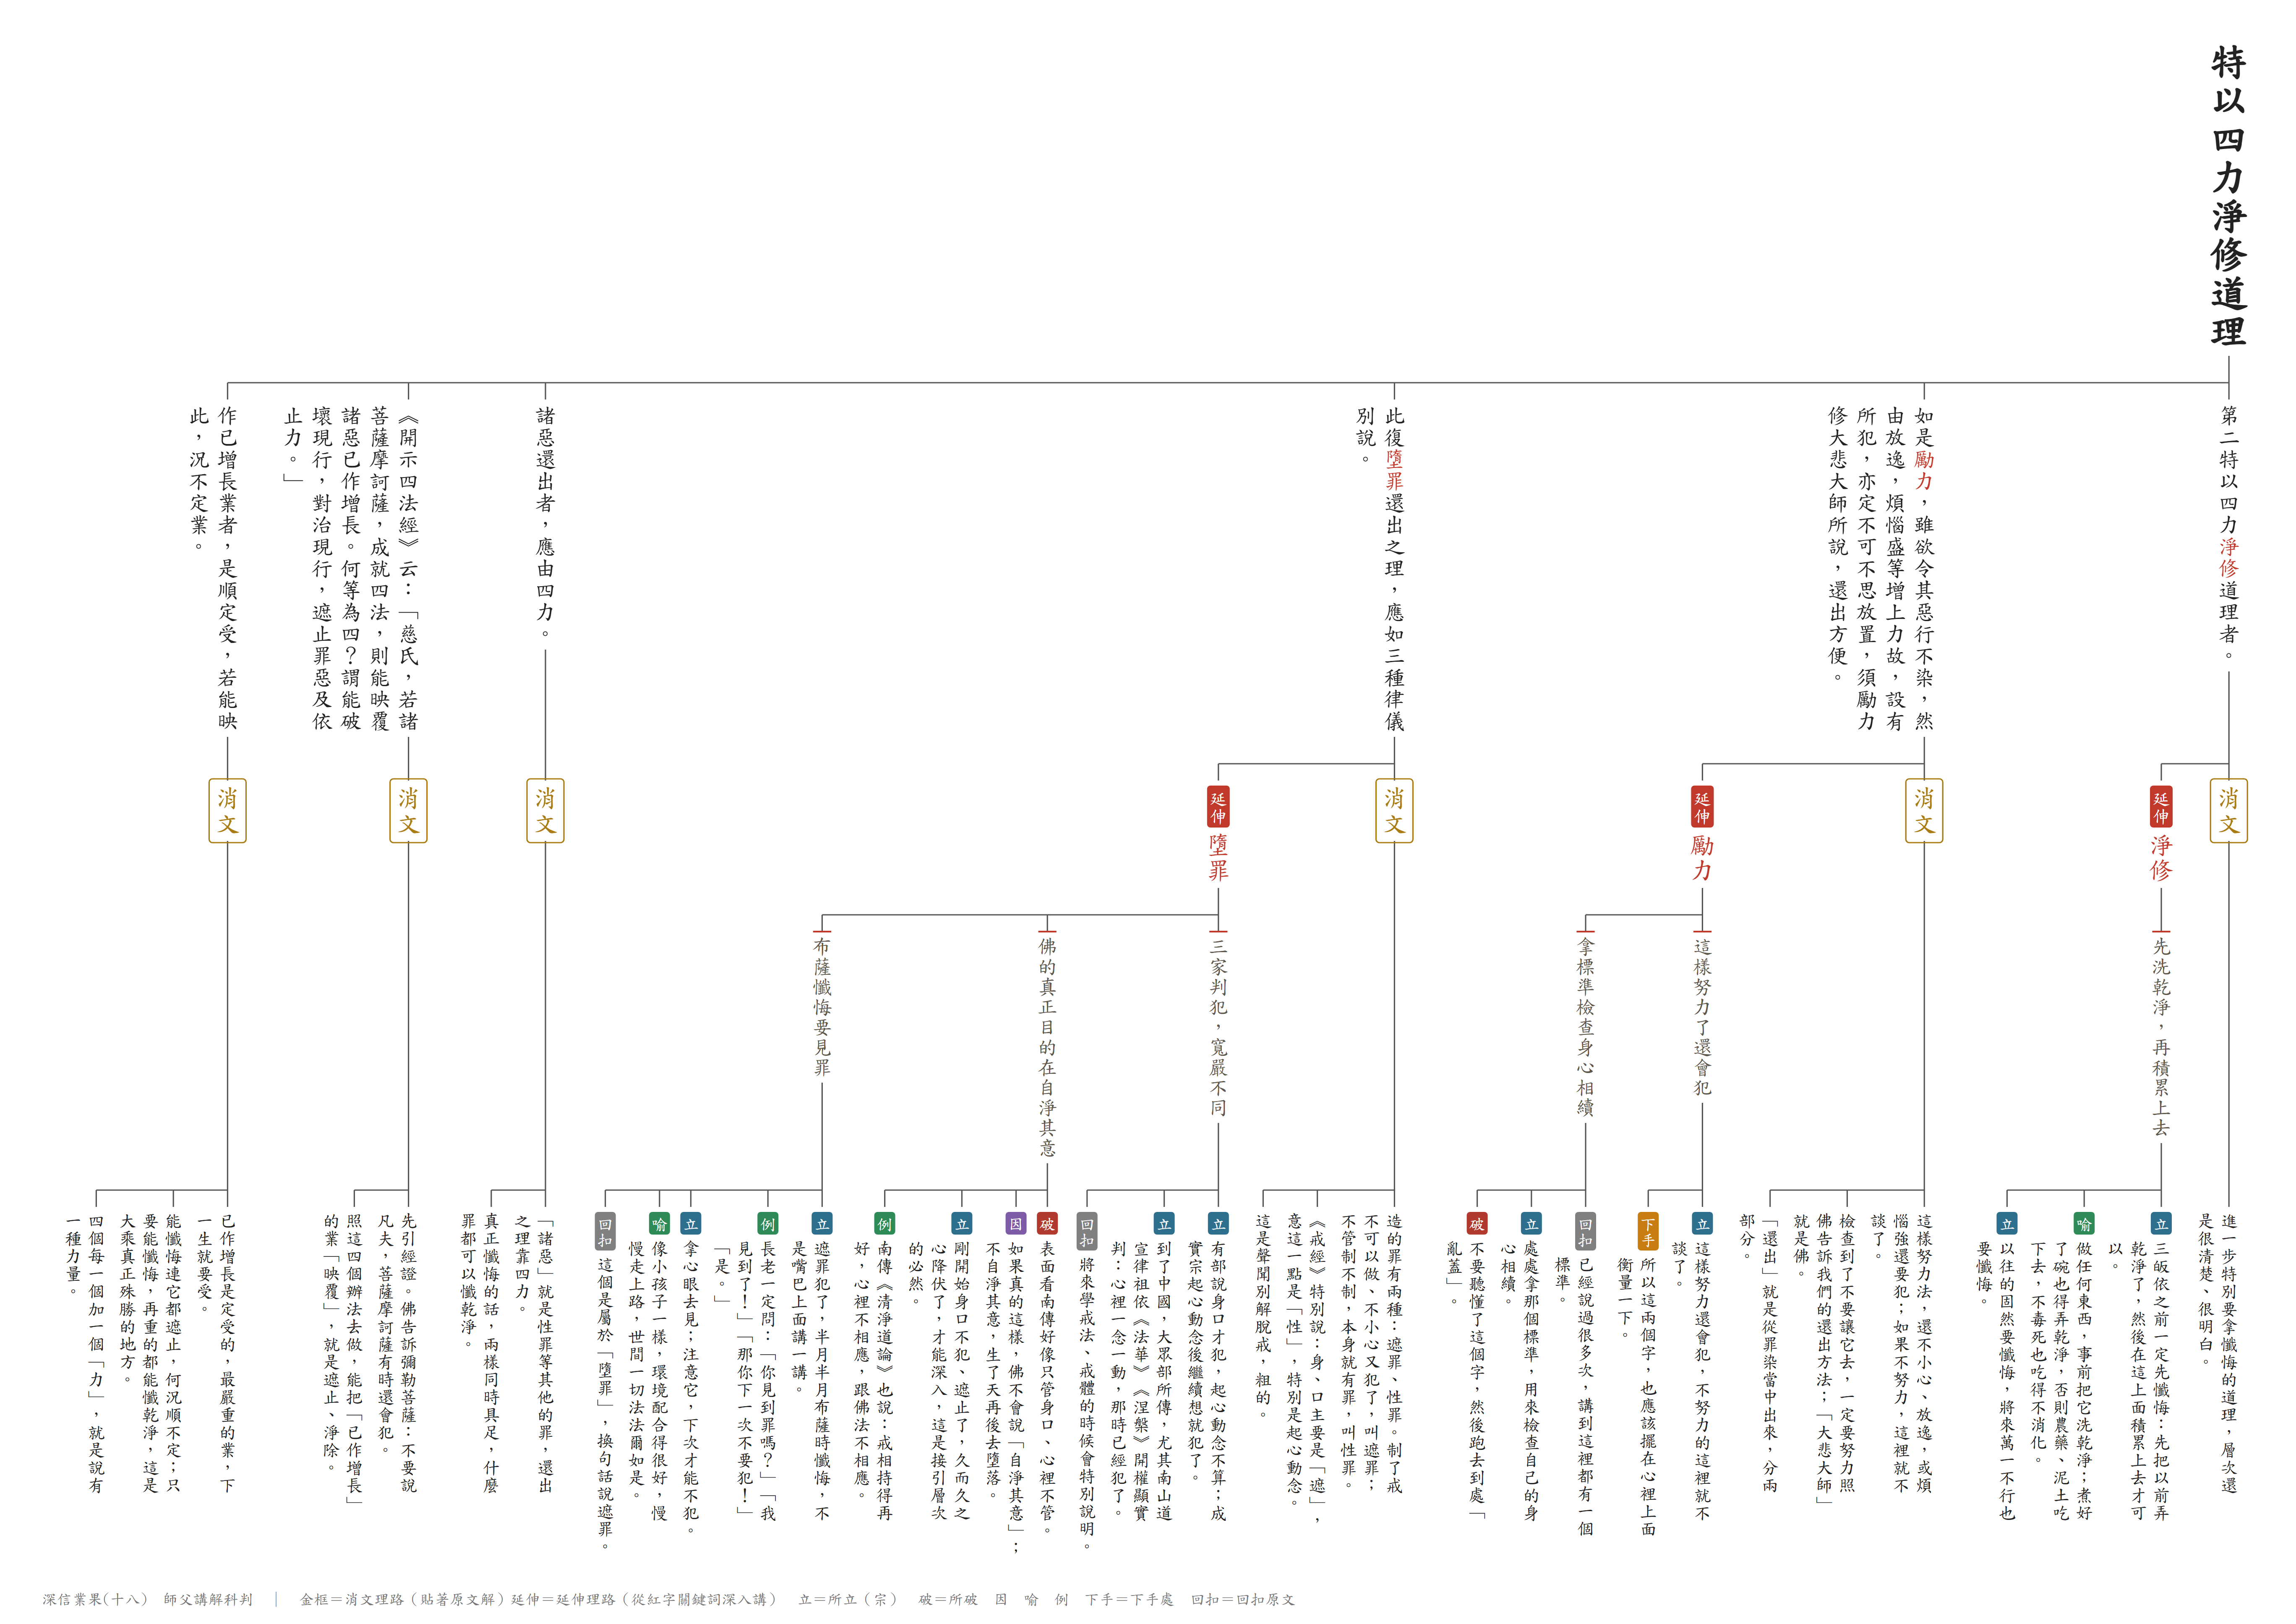 特以四力淨修道理
第二特以四力淨修道理者。
消文
進一步特別要拿懺悔的道理，層次還
是很清楚、很明白。
延伸
淨修
先洗乾淨，再積累上去
立
三皈依之前一定先懺悔：先把以前弄
乾淨了，然後在這上面積累上去才可
以。
喻
做任何東西，事前把它洗乾淨；煮好
了碗也得弄乾淨，否則農藥、泥土吃
下去，不毒死也吃得不消化。
立
以往的固然要懺悔，將來萬一不行也
要懺悔。
如是勵力，雖欲令其惡行不染，然
由放逸，煩惱盛等增上力故，設有
所犯，亦定不可不思放置，須勵力
修大悲大師所說，還出方便。
消文
這樣努力法，還不小心、放逸，或煩
惱強還要犯；如果不努力，這裡就不
談了。
檢查到了不要讓它去，一定要努力照
佛告訴我們的還出方法；「大悲大師」
就是佛。
「還出」就是從罪染當中出來，分兩
部分。
延伸
勵力
這樣努力了還會犯
立
這樣努力還會犯，不努力的這裡就不
談了。
下手
所以這兩個字，也應該擺在心裡上面
衡量一下。
拿標準檢查身心相續
回扣
已經說過很多次，講到這裡都有一個
標準。
立
處處拿那個標準，用來檢查自己的身
心相續。
破
不要聽懂了這個字，然後跑去到處「
亂蓋」。
此復墮罪還出之理，應如三種律儀
別說。
消文
造的罪有兩種：遮罪、性罪。制了戒
不可以做、不小心又犯了，叫遮罪；
不管制不制，本身就有罪，叫性罪。
《戒經》特別說：身、口主要是「遮」，
意這一點是「性」，特別是起心動念。
這是聲聞別解脫戒，粗的。
延伸
墮罪
三家判犯，寬嚴不同
立
有部說身口才犯，起心動念不算；成
實宗起心動念後繼續想就犯了。
立
到了中國，大眾部所傳，尤其南山道
宣律祖依《法華》《涅槃》開權顯實
判：心裡一念一動，那時已經犯了。
回扣
將來學戒法、戒體的時候會特別說明。
佛的真正目的在自淨其意
破
表面看南傳好像只管身口、心裡不管。
因
如果真的這樣，佛不會說「自淨其意」；
不自淨其意，生了天再後去墮落。
立
剛開始身口不犯、遮止了，久而久之
心降伏了，才能深入，這是接引層次
的必然。
例
南傳《清淨道論》也說：戒相持得再
好，心裡不相應，跟佛法不相應。
布薩懺悔要見罪
立
遮罪犯了，半月半月布薩時懺悔，不
是嘴巴上面講一講。
例
長老一定問：「你見到罪嗎？」「我
見到了！」「那你下一次不要犯！」
「是。」
立
拿心眼去見；注意它，下次才能不犯。
喻
像小孩子一樣，環境配合得很好，慢
慢走上路，世間一切法法爾如是。
回扣
這個是屬於「墮罪」，換句話說遮罪。
諸惡還出者，應由四力。
消文
「諸惡」就是性罪等其他的罪，還出
之理靠四力。
真正懺悔的話，兩樣同時具足，什麼
罪都可以懺乾淨。
《開示四法經》云：「慈氏，若諸
菩薩摩訶薩，成就四法，則能映覆
諸惡已作增長。何等為四？謂能破
壞現行，對治現行，遮止罪惡及依
止力。」
消文
先引經證。佛告訴彌勒菩薩：不要說
凡夫，菩薩摩訶薩有時還會犯。
照這四個辦法去做，能把「已作增長」
的業「映覆」，就是遮止、淨除。
作已增長業者，是順定受，若能映
此，況不定業。
消文
已作增長是定受的，最嚴重的業，下
一生就要受。
能懺悔連它都遮止，何況順不定；只
要能懺悔，再重的都能懺乾淨，這是
大乘真正殊勝的地方。
四個每一個加一個「力」，就是說有
一種力量。
深信業果(十八)　師父講解科判　｜　金框＝消文理路（貼著原文解）延伸＝延伸理路（從紅字關鍵詞深入講）　立＝所立（宗）　破＝所破　因　喻　例　下手＝下手處　回扣＝回扣原文